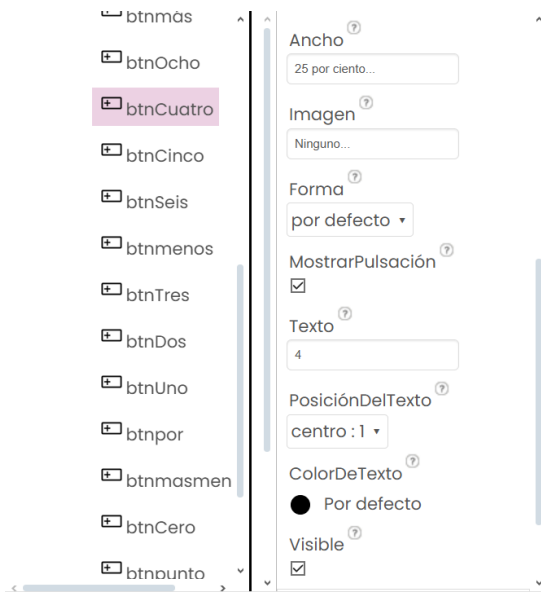 btnmás
btnOcho
btnCuatro
btnCinco
btnSeis
btnmenos
btnTres
btnDos
btnUno
btnpor
btnmasmen
btnCero
btnpunto
Ancho ?
25 por ciento...
Imagen ?
Ninguno...
Forma ?
por defecto
MostrarPulsación ?
Texto ?
4
PosiciónDelTexto ?
centro : 1
ColorDeTexto ?
Por defecto
Visible ?